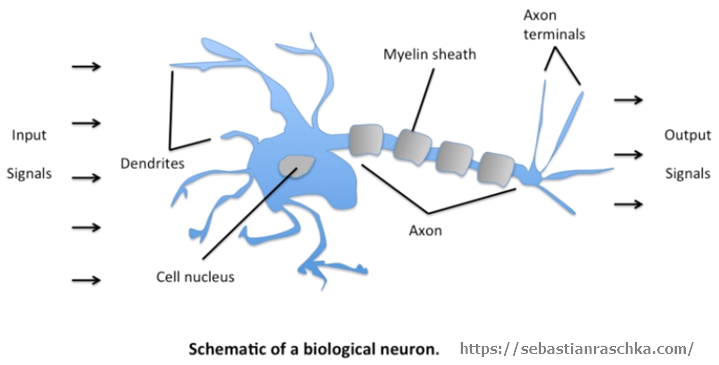 Axon
terminals
Myelin sheath
Input
Signals
Dendrites
Output
Signals
Axon
Cell nucleus
Schematic of a biological neuron. https://sebastianraschka.com/